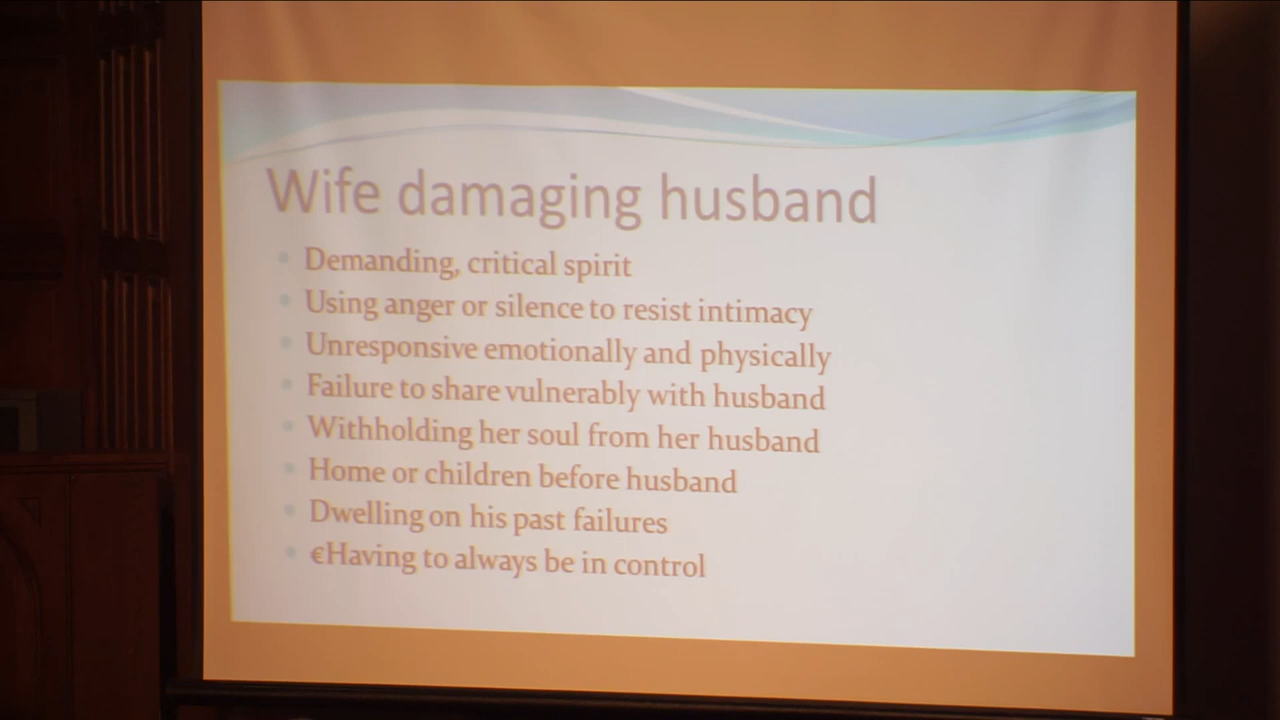 Wife damaging husband
Demanding, critical spirit
Using anger or silence to resist intimacy
Unresponsive emotionally and physically
Failure to share vulnerably with husband
Withholding her soul from her husband
Home or children before husband
Dwelling on his past failures
€Having to always be in control